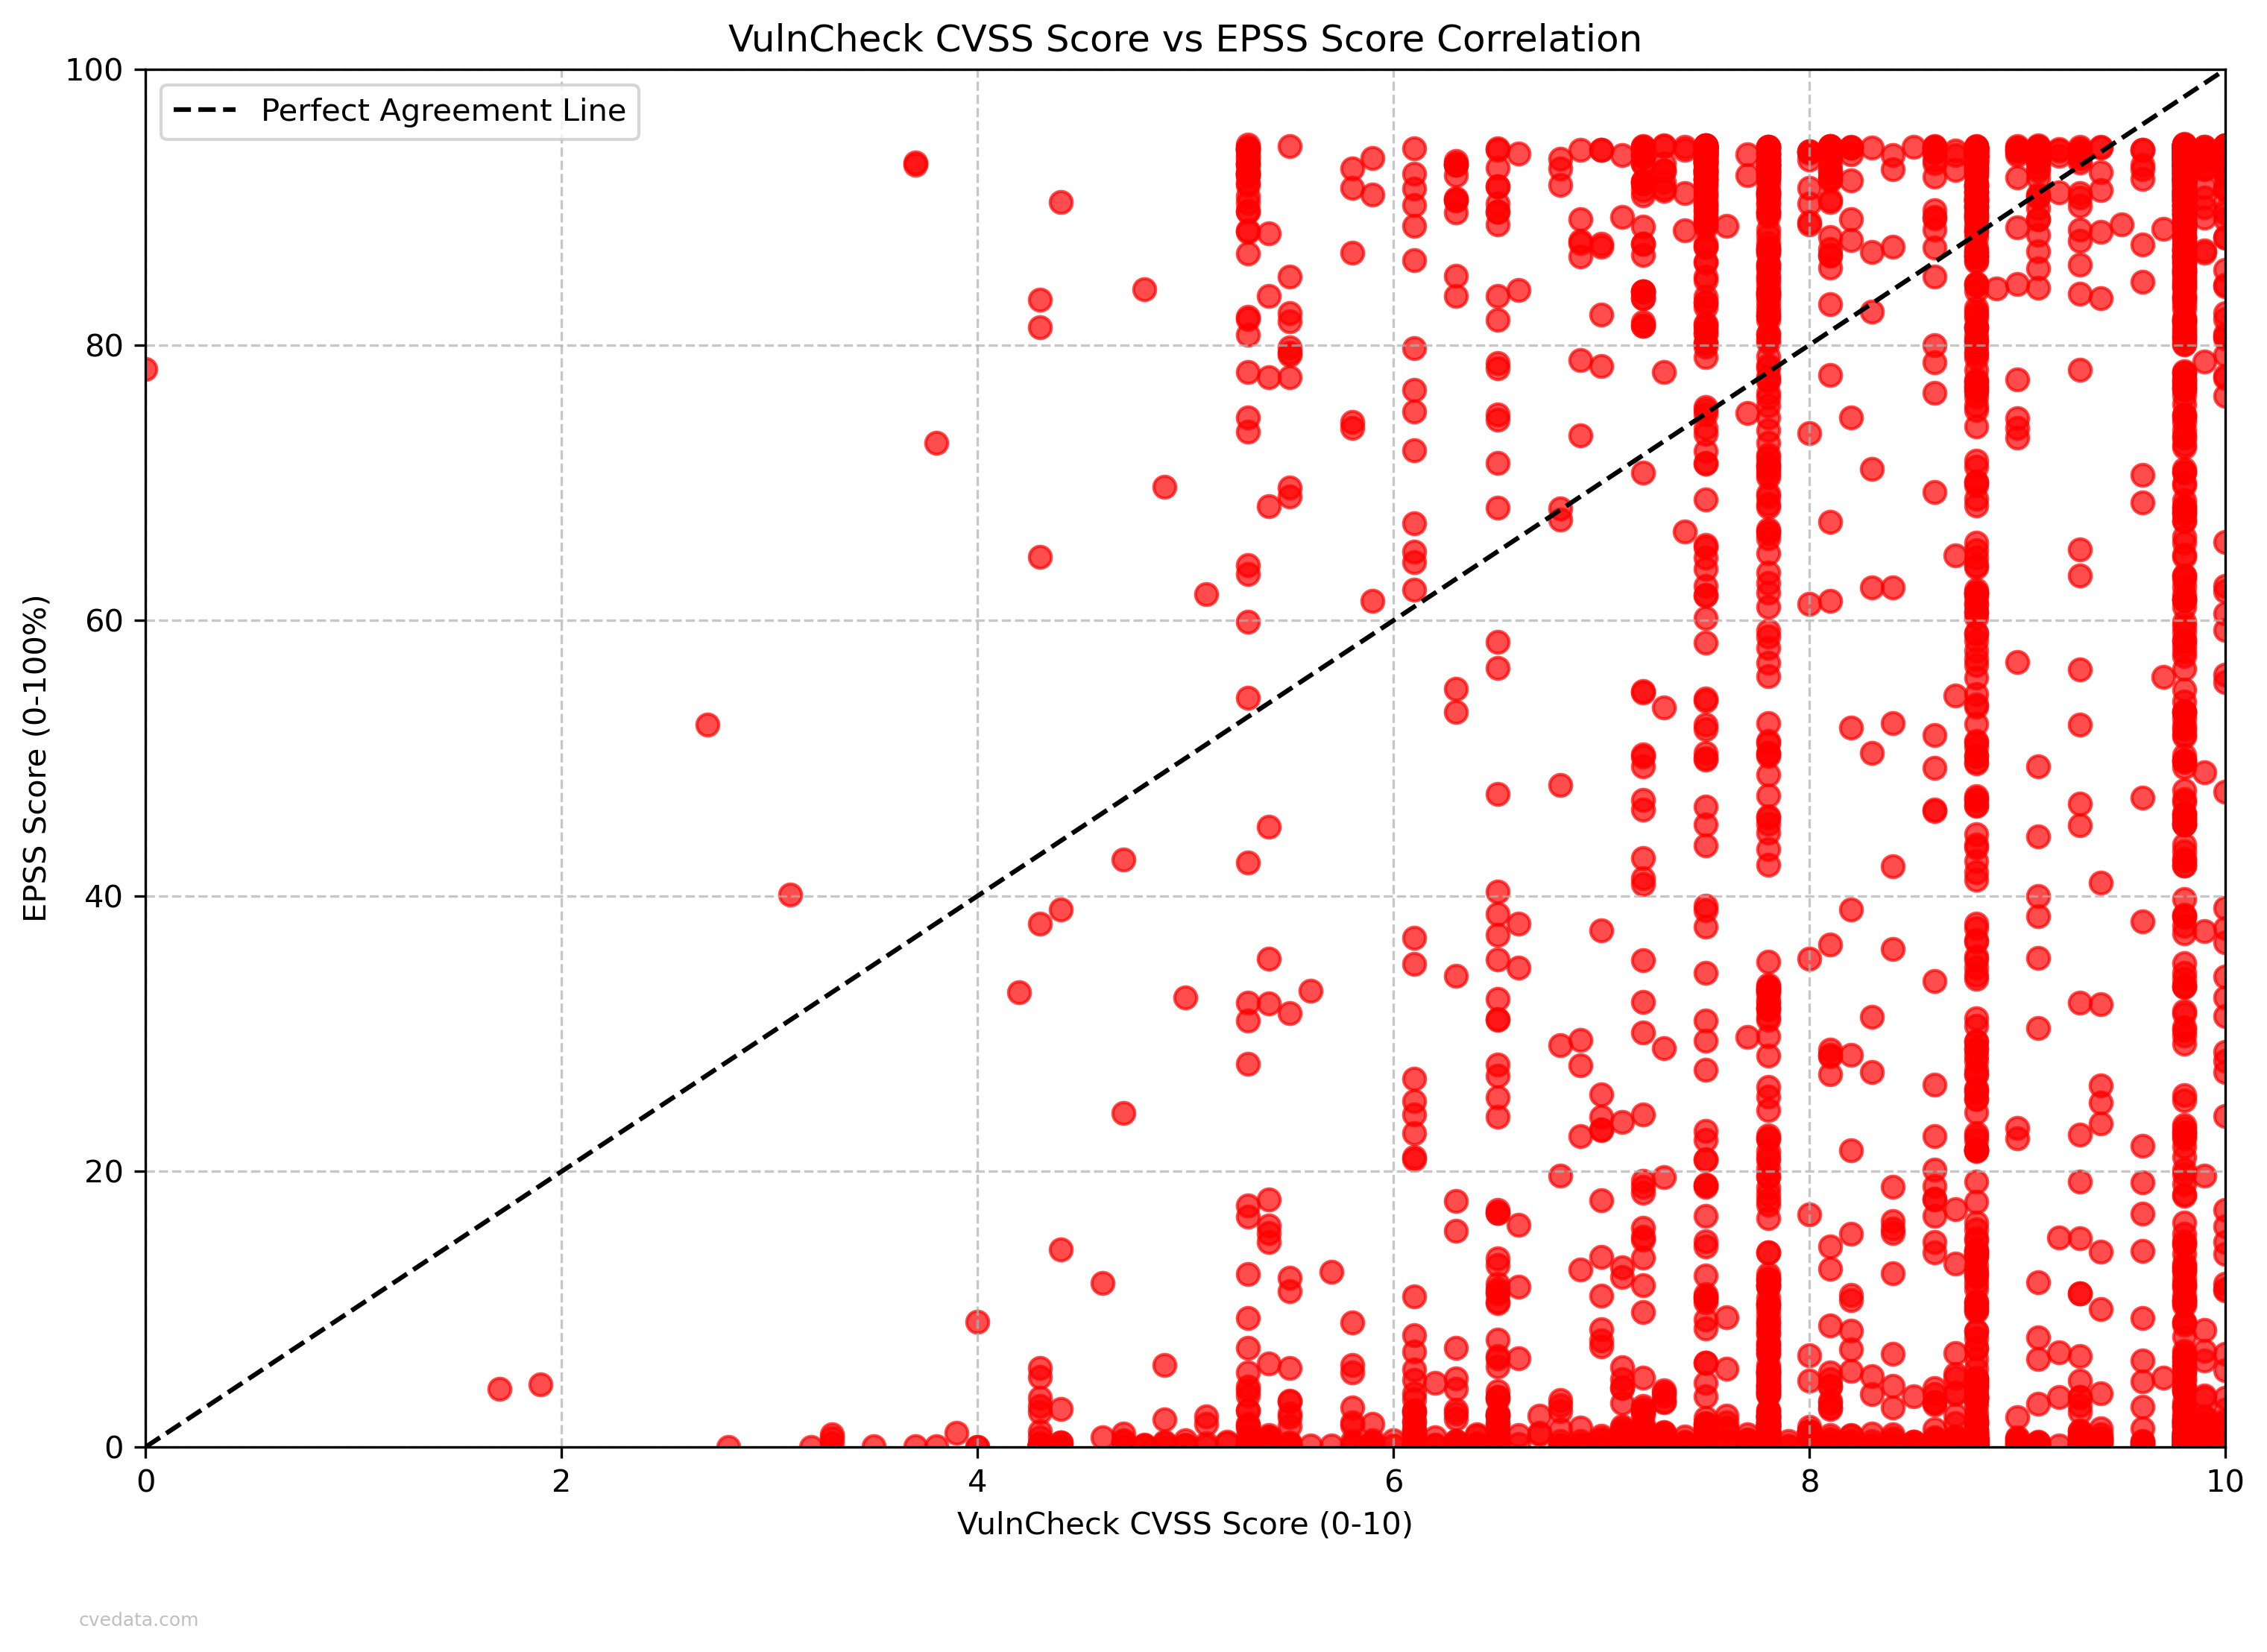 VulnCheck CVSS Score vs EPSS Score Correlation
Perfect Agreement Line
100
80
60
40
20
0
EPSS Score (0-100%)
0 2 4 6 8 10
VulnCheck CVSS Score (0-10)
cvedata.com